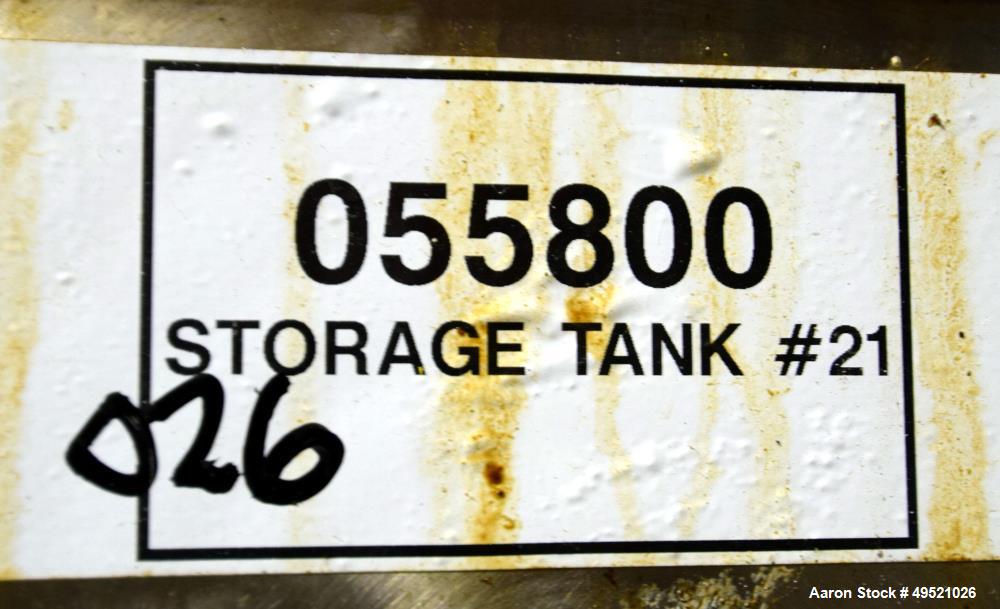 055800
STORAGE TANK #21
026
Aaron Stock # 49521026